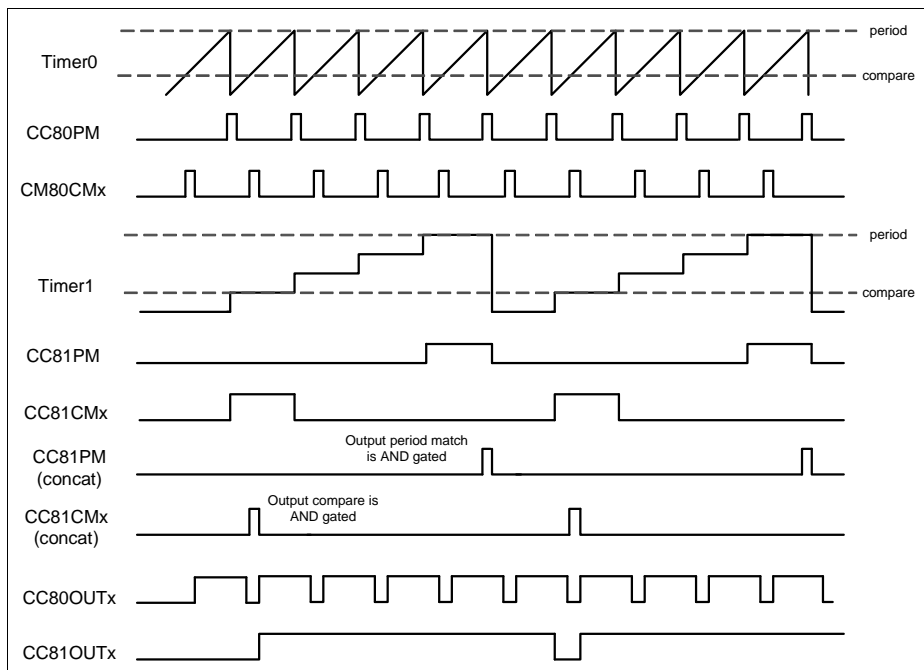 period
Timer0
compare
CC80PM
CM80CMx
period
Timer1
compare
CC81PM
CC81CMx
Output period match
is AND gated
CC81PM
(concat)
Output compare is
AND gated
CC81CMx
(concat)
CC80OUTx
CC81OUTx